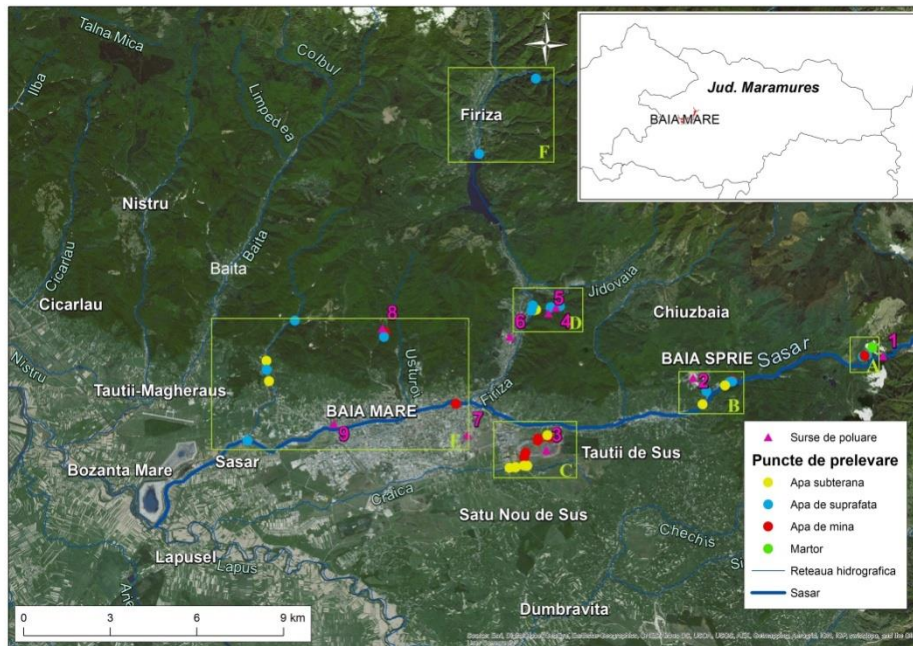 Talna Mica
Ilba
Colbul
Limpedea
N
Jud. Maramures
BAIA MARE
Firiza
F
Nistru
Baita
Baita
Cicarlau
Cicarlau
Jidovaia
8
5
6
4
D
Chiuzbaia
Nistru
Tautii-Magheraus
Usturoi
Firiza
BAIA SPRIE
Sasar
1
A
2
B
BAIA MARE
7
E
9
3
C
Tautii de Sus
Bozanta Mare
Sasar
Craica
Satu Nou de Sus
Lapusel
Lapus
Chechis
Dumbravita
Surse de poluare
Puncte de prelevare
Apa subterana
Apa de suprafata
Apa de mina
Martor
Reteaua hidrografica
Sasar
0 3 6 9 km